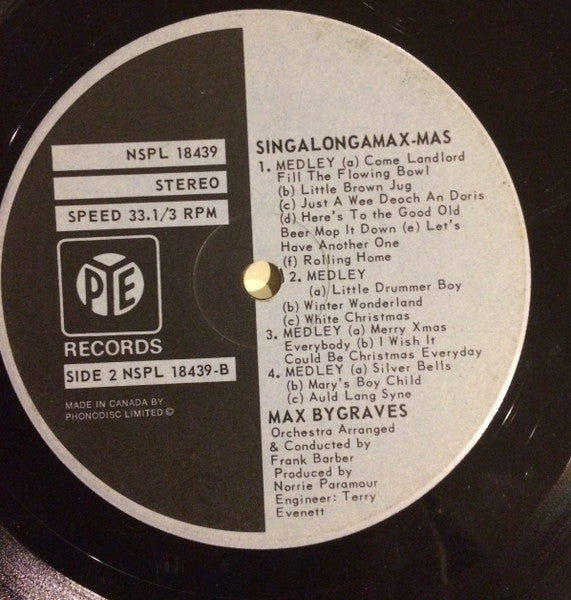 NSPL 18439
STEREO
SPEED 33.1/3 RPM
PYE
RECORDS
SIDE 2 NSPL 18439-B
MADE IN CANADA BY
PHONODISC LIMITED ©
SINGALONGAMAX-MAS
1. MEDLEY (a) Come Landlord
Fill The Flowing Bowl
(b) Little Brown Jug
(c) Just A Wee Deoch An Doris
(d) Here's To the Good Old
Beer Mop It Down (e) Let's
Have Another One
(f) Rolling Home
2. MEDLEY
(a) Little Drummer Boy
(b) Winter Wonderland
(c) White Christmas
3. MEDLEY (a) Merry Xmas
Everybody (b) I Wish It
Could Be Christmas Everyday
4. MEDLEY (a) Silver Bells
(b) Mary's Boy Child
(c) Auld Lang Syne
MAX BYGRAVES
Orchestra Arranged
& Conducted by
Frank Barber
Produced by
Norrie Paramour
Engineer: Terry
Evenett